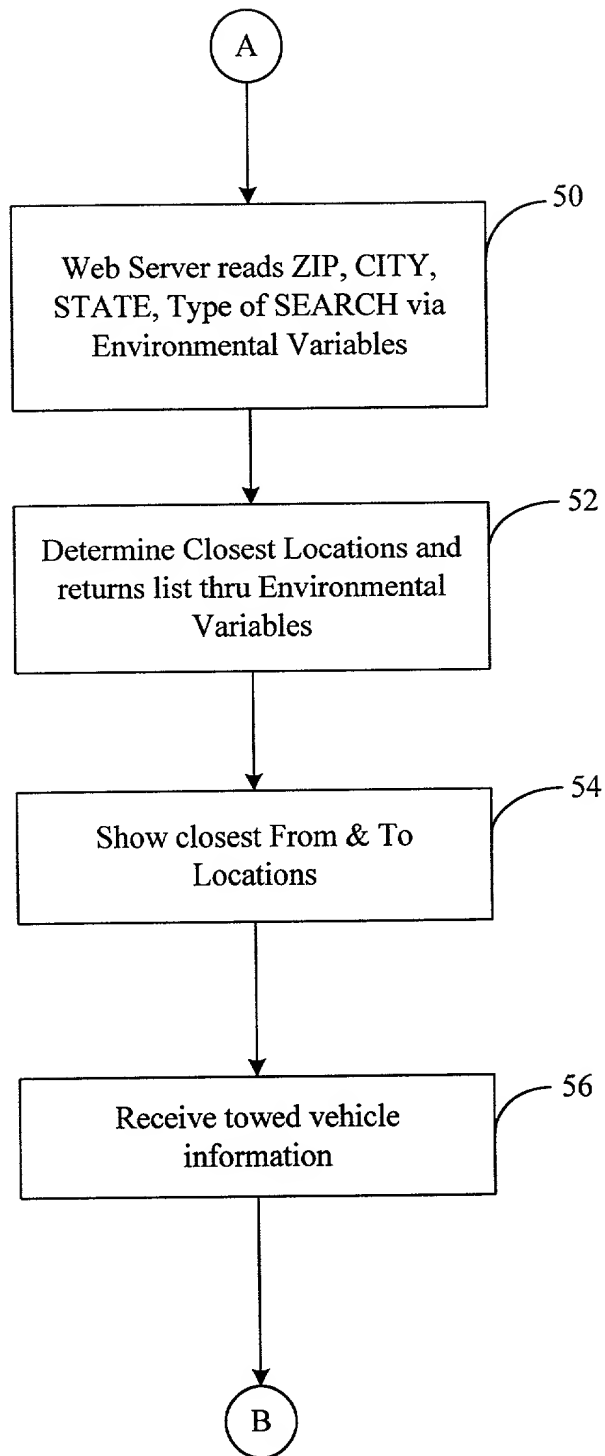 A
50
Web Server reads ZIP, CITY,
STATE, Type of SEARCH via
Environmental Variables
52
Determine Closest Locations and
returns list thru Environmental
Variables
54
Show closest From & To
Locations
56
Receive towed vehicle
information
B